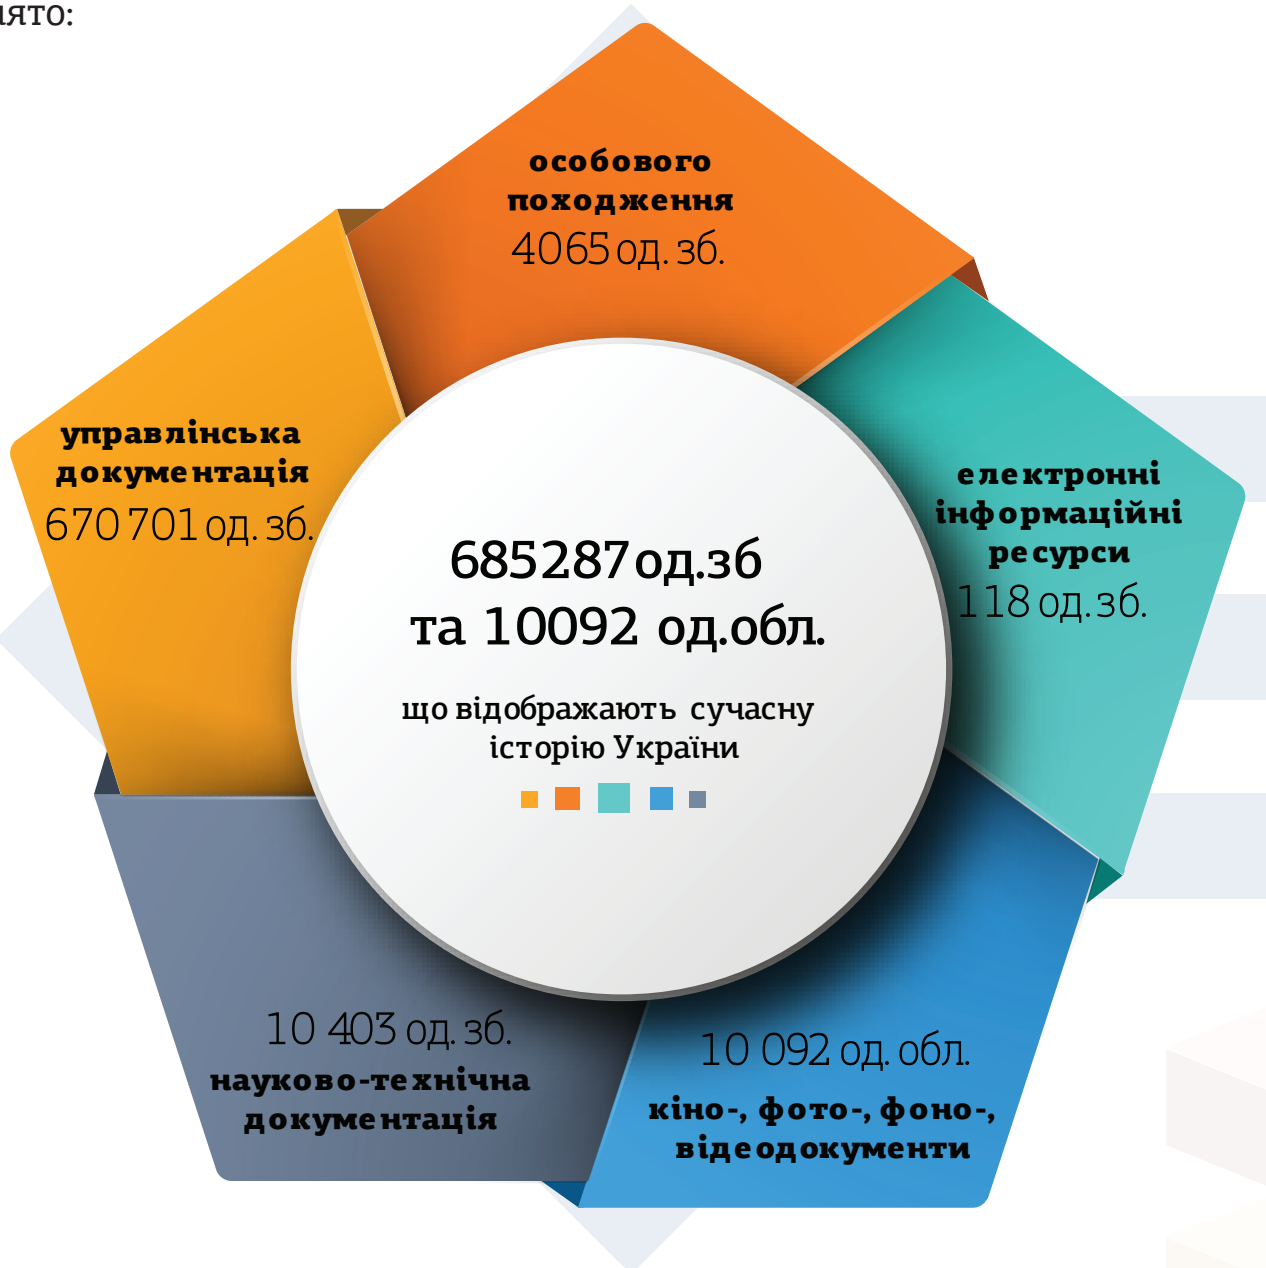 особового
походження
4065 од. зб.
управлінська
документація
670 701 од. зб.
електронні
інформаційні
ресурси
118 од. зб.
685287 од.зб
та 10092 од.обл.
що відображають сучасну
історію України
10 403 од. зб.
науково-технічна
документація
10 092 од. обл.
кіно-, фото-, фоно-,
відеодокументи